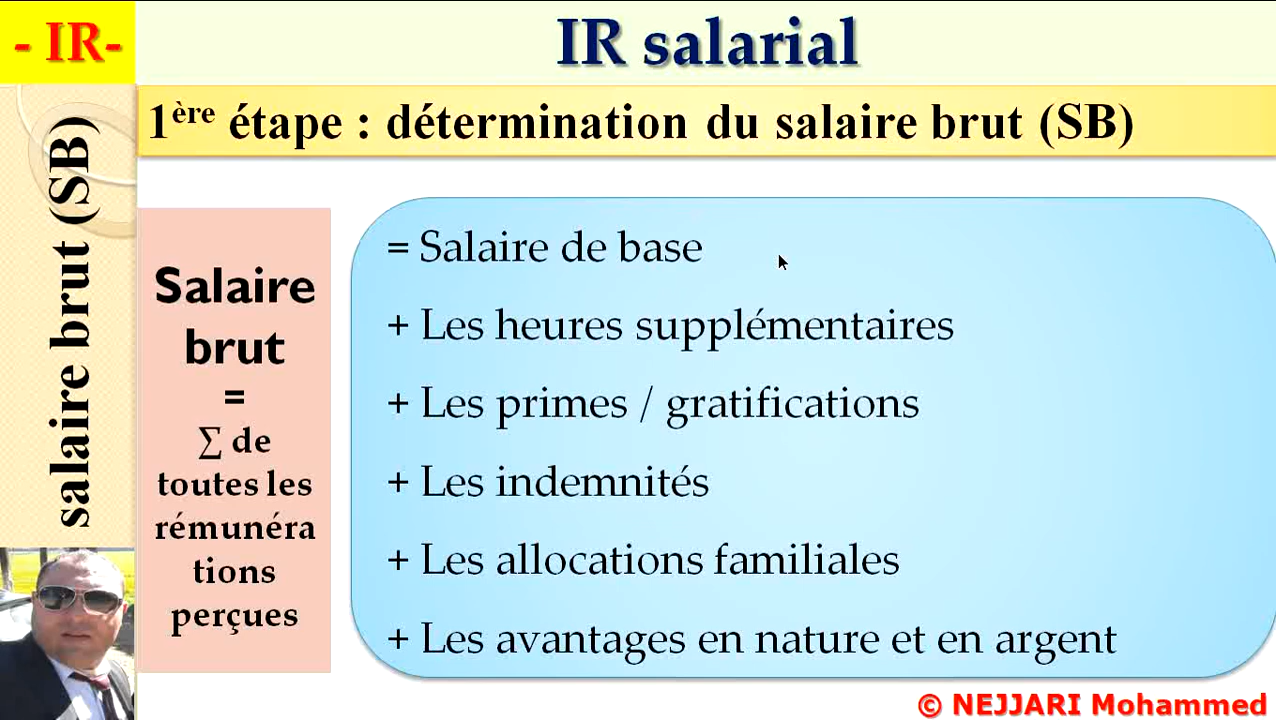 - IR-
IR salarial
1ère étape : détermination du salaire brut (SB)
salaire brut (SB)
Salaire
brut
=
∑ de
toutes les
rémunéra
tions
perçues
= Salaire de base
+ Les heures supplémentaires
+ Les primes / gratifications
+ Les indemnités
+ Les allocations familiales
+ Les avantages en nature et en argent
© NEJJARI Mohammed